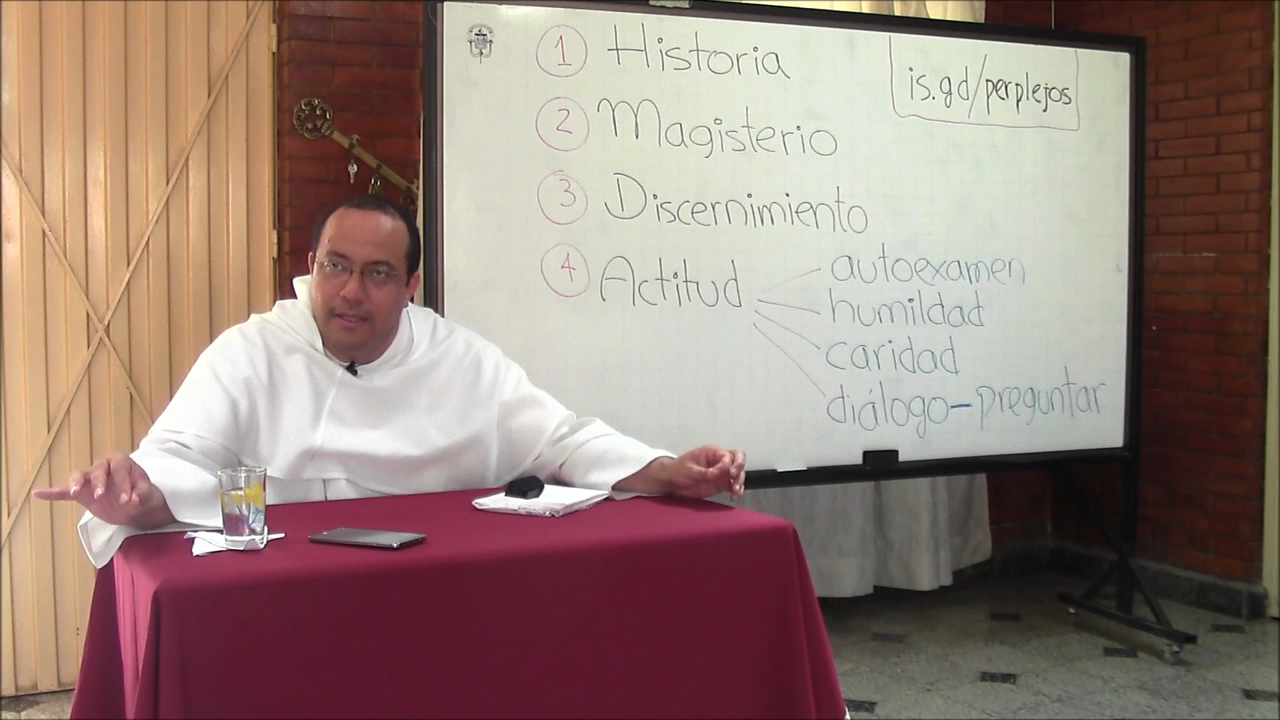 1 Historia
is.gd/perplejos
2 Magisterio
3 Discernimiento
4 Actitud
autoexamen
humildad
caridad
diálogo-preguntar